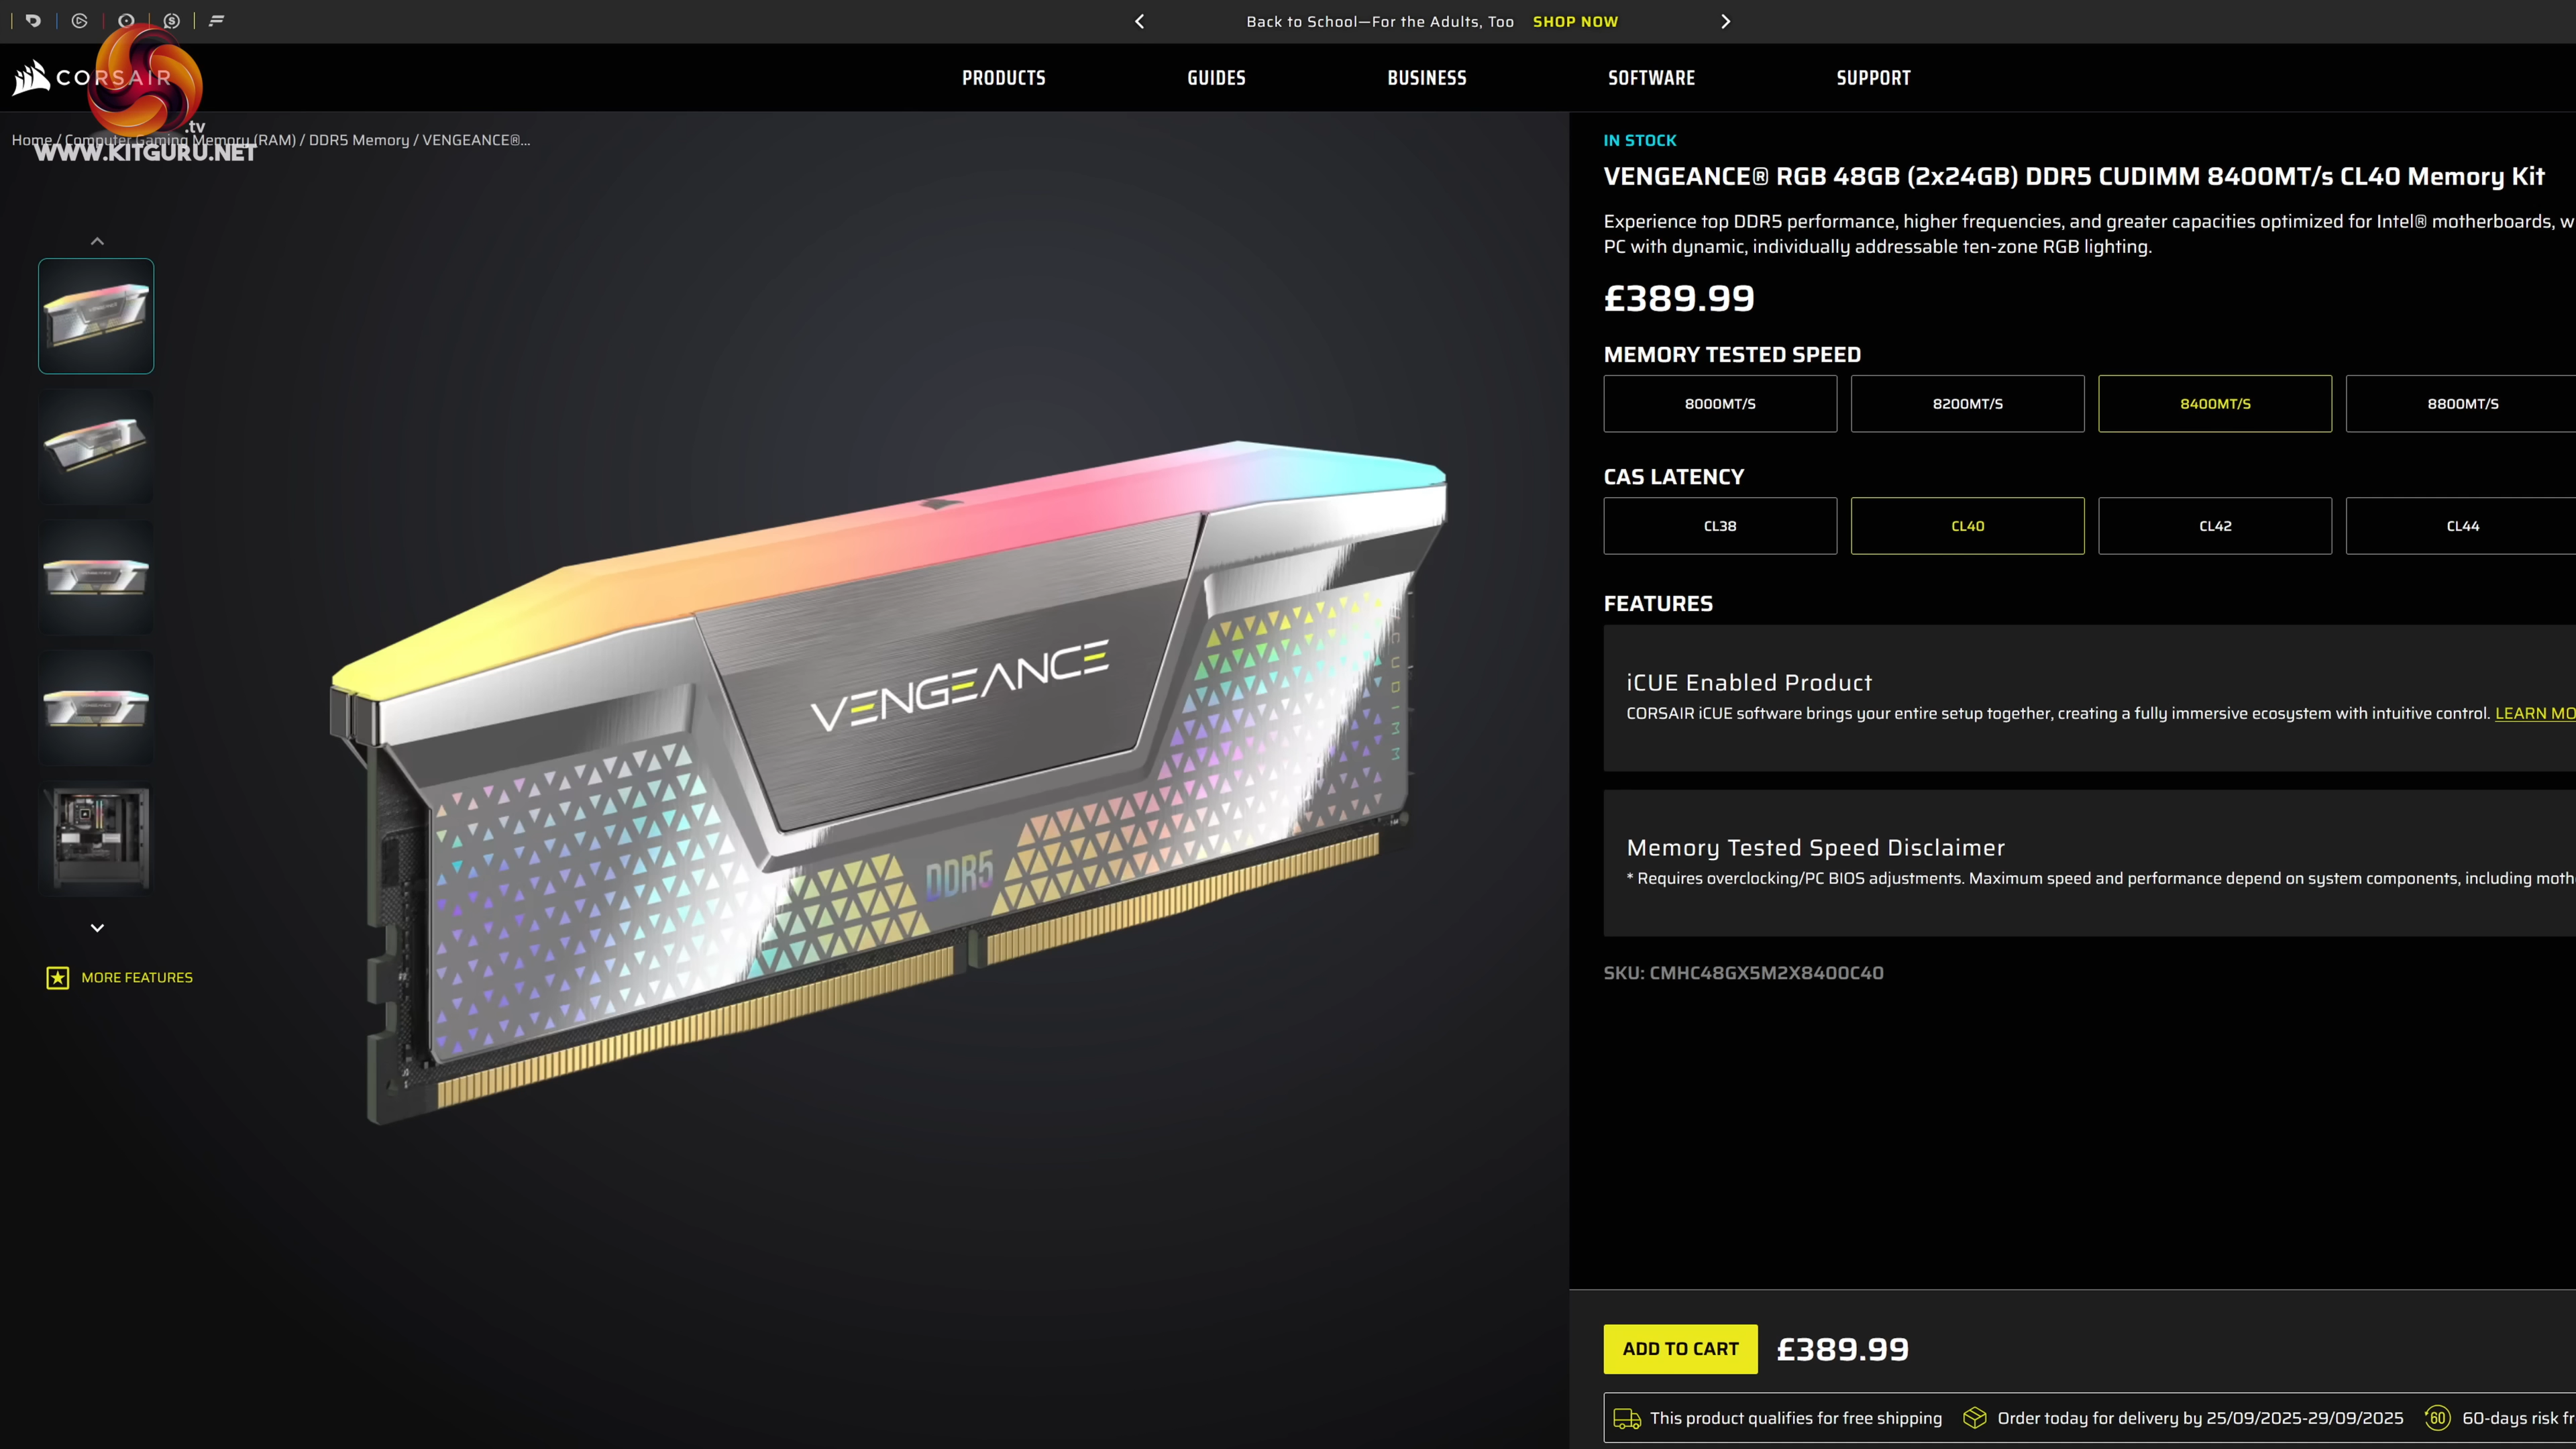 Back to School—For the Adults, Too SHOP NOW
CORSAIR
PRODUCTS GUIDES BUSINESS SOFTWARE SUPPORT
.tv
WWW.KITGURU.NET
Home / Computer Gaming Memory (RAM) / DDR5 Memory / VENGEANCE®...
IN STOCK
VENGEANCE® RGB 48GB (2x24GB) DDR5 CUDIMM 8400MT/s CL40 Memory Kit
Experience top DDR5 performance, higher frequencies, and greater capacities optimized for Intel® motherboards, w
PC with dynamic, individually addressable ten-zone RGB lighting.
£389.99
MEMORY TESTED SPEED
8000MT/S 8200MT/S 8400MT/S 8800MT/S
CAS LATENCY
CL38 CL40 CL42 CL44
FEATURES
iCUE Enabled Product
CORSAIR iCUE software brings your entire setup together, creating a fully immersive ecosystem with intuitive control. LEARN MO
Memory Tested Speed Disclaimer
* Requires overclocking/PC BIOS adjustments. Maximum speed and performance depend on system components, including moth
SKU: CMHC48GX5M2X8400C40
VENGEANCE
DDR5
CUDIMM
MORE FEATURES
ADD TO CART £389.99
This product qualifies for free shipping
Order today for delivery by 25/09/2025-29/09/2025
60 60-days risk fr